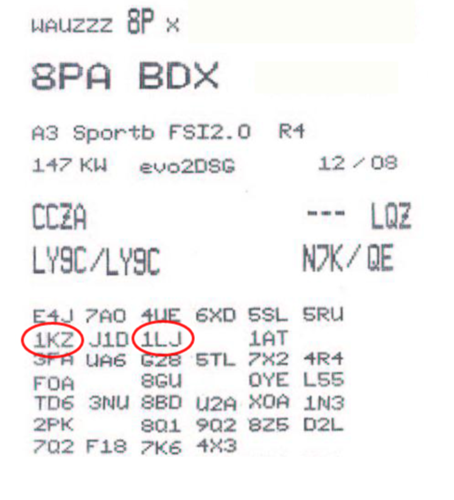 WAUZZZ 8P X
8PA BDX
A3 Sportb FSI2.0 R4
147 KW evo2DSG 12/08
CCZA --- LQZ
LY9C/LY9C N7K/QE
E4J 7A0 4UE 6XD 5SL 5RU
1KZ J1D 1LJ 1AT
3FA UA6 G28 5TL 7X2 4R4
F0A 8GU 0YE L55
TD6 3NU 8BD U2A X0A 1N3
2PK 8Q1 9Q2 8Z5 D2L
7Q2 F18 7K6 4X3